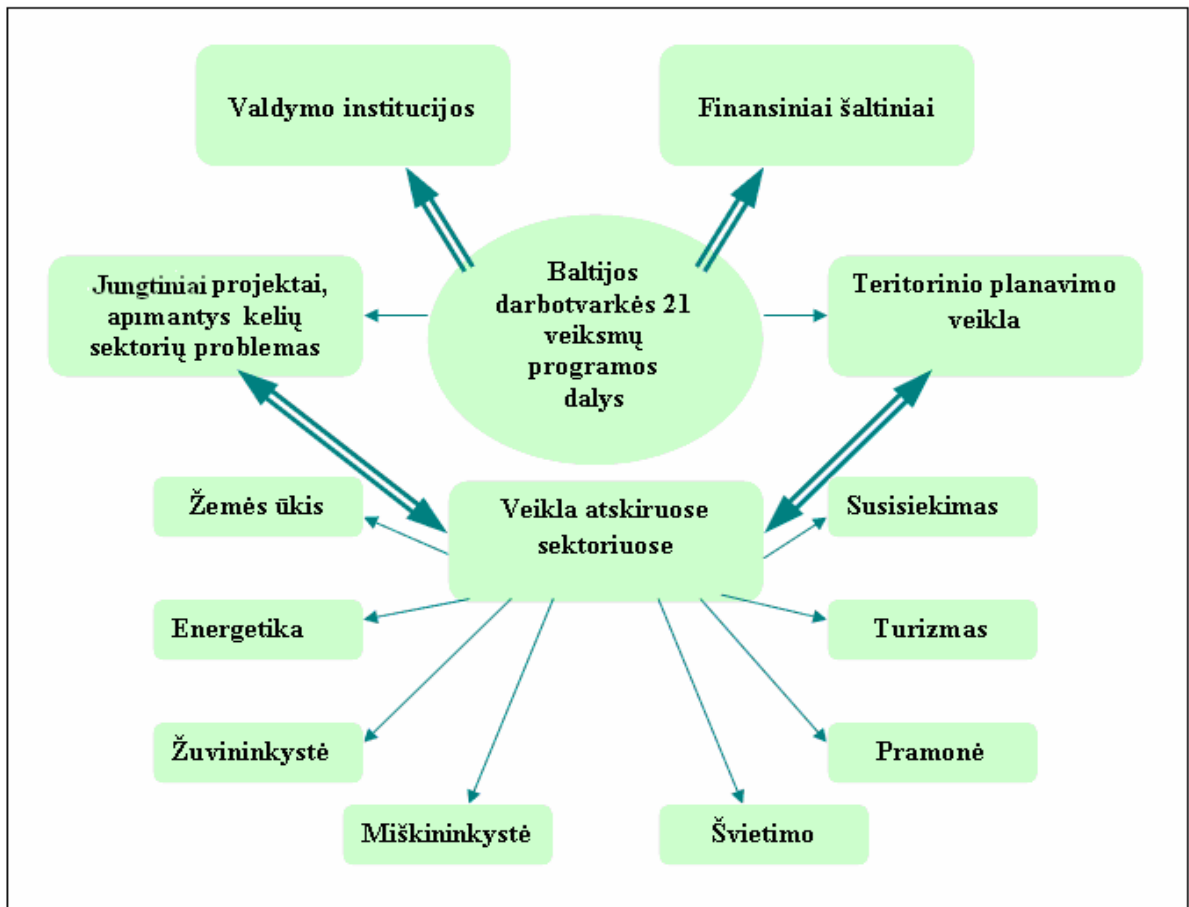 Valdymo institucijos
Finansiniai šaltiniai
Baltijos
darbotvarkės 21
veiksmų
programos
dalys
Jungtiniai projektai,
apimantys kelių
sektorių problemas
Teritorinio planavimo
veikla
Veikla atskiruose
sektoriuose
Žemės ūkis
Susisiekimas
Energetika
Turizmas
Žuvininkystė
Pramonė
Miškininkystė
Švietimo